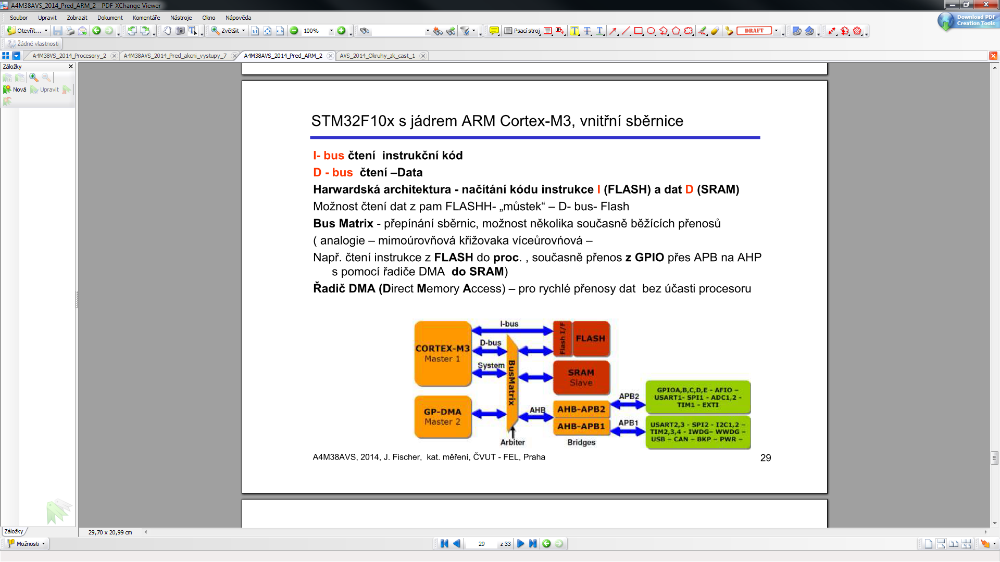 A4M38AVS_2014_Pred_ARM_2 - PDF-XChange Viewer
Soubor Upravit Zobrazit Dokument Komentáře Nástroje Okno Nápověda
Download PDF
Creation Tools
Otevřít... Zvětšit 100% Psací stroj DRAFT
Žádné vlastnosti
A4M38VS_2014_Procesory_2 A4M38AVS_2014_Pred_akcni_vystupy_7 A4M38AVS_2014_Pred_ARM_2 AVS_2014_Okruhy_zk_cast_1
Záložky
Nová Upravit
STM32F10x s jádrem ARM Cortex-M3, vnitřní sběrnice
I- bus čtení  instrukční kód
D - bus  čtení –Data
Harwardská architektura - načítání kódu instrukce I (FLASH) a dat D (SRAM)
Možnost čtení dat z pam FLASHH- „můstek“ – D- bus- Flash
Bus Matrix - přepínání sběrnic, možnost několika současně běžících přenosů
( analogie – mimoúrovňová křižovaka víceůrovńová –
Např. čtení instrukce z FLASH do proc. , současně přenos z GPIO přes APB na AHP
s pomocí řadiče DMA  do SRAM)
Řadič DMA (Direct Memory Access) – pro rychlé přenosy dat  bez účasti procesoru
I-bus
CORTEX-M3
Master 1
D-bus
System
BusMatrix
Flash I/F
FLASH
SRAM
Slave
GP-DMA
Master 2
AHB
AHB-APB2
AHB-APB1
Arbiter
Bridges
APB2
APB1
GPIOA,B,C,D,E - AFIO –
USART1- SPI1 - ADC1,2 -
TIM1 - EXTI
USART2,3 - SPI2 - I2C1,2 –
TIM2,3,4 - IWDG– WWDG –
USB – CAN – BKP – PWR –
A4M38AVS, 2014, J. Fischer,  kat. měření, ČVUT - FEL, Praha
29
Záložky
29,70 x 20,99 cm
Možnosti
29 z 33